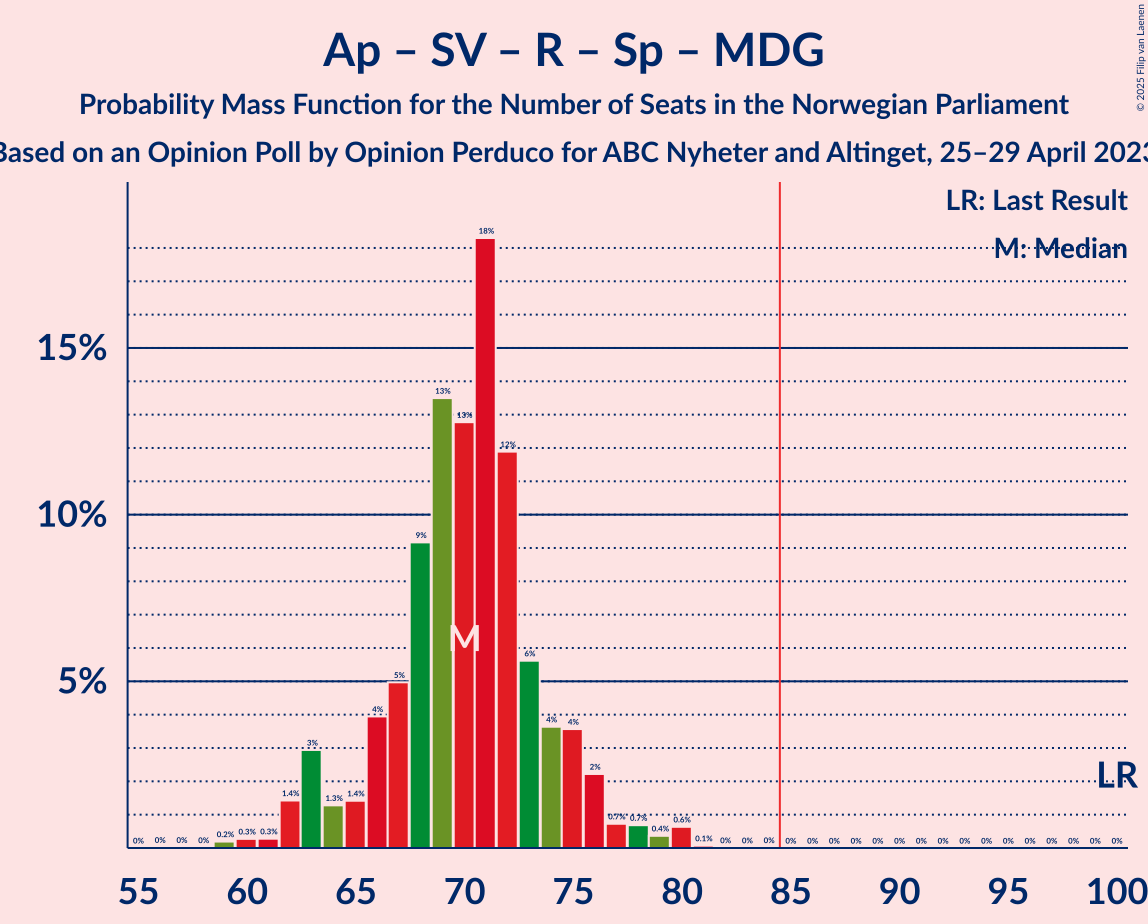 Ap – SV – R – Sp – MDG
Probability Mass Function for the Number of Seats in the Norwegian Parliament
Based on an Opinion Poll by Opinion Perduco for ABC Nyheter and Altinget, 25–29 April 2023
© 2025 Filip van Laenen
LR: Last Result
M: Median
15%
10%
5%
0% 0% 0% 0% 0.2% 0.3% 0.3% 1.4% 3% 1.3% 1.4% 4% 5% 9% 13% 13% 18% 12% 6% 4% 4% 2% 0.7% 0.7% 0.4% 0.6% 0.1% 0% 0% 0% 0% 0% 0% 0% 0% 0% 0% 0% 0% 0% 0% 0% 0% 0% 0% 0%
M
LR
55 60 65 70 75 80 85 90 95 100